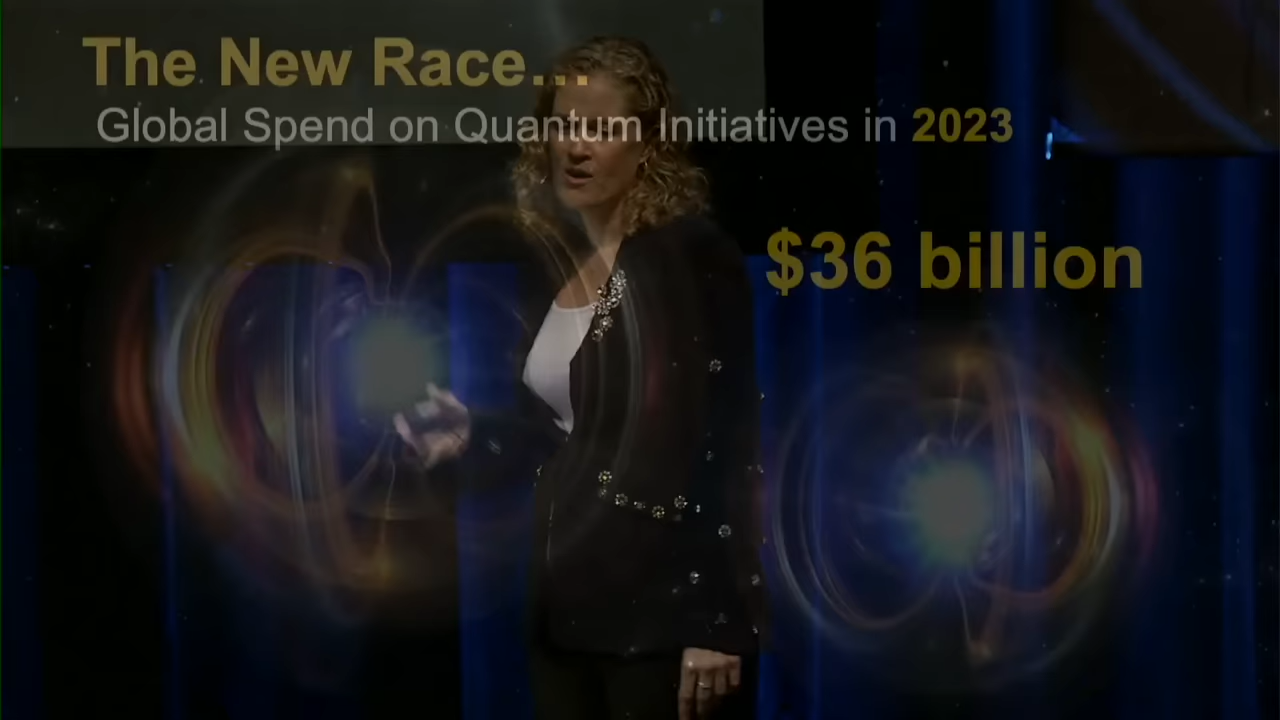 The New Race...
Global Spend on Quantum Initiatives in 2023
$36 billion